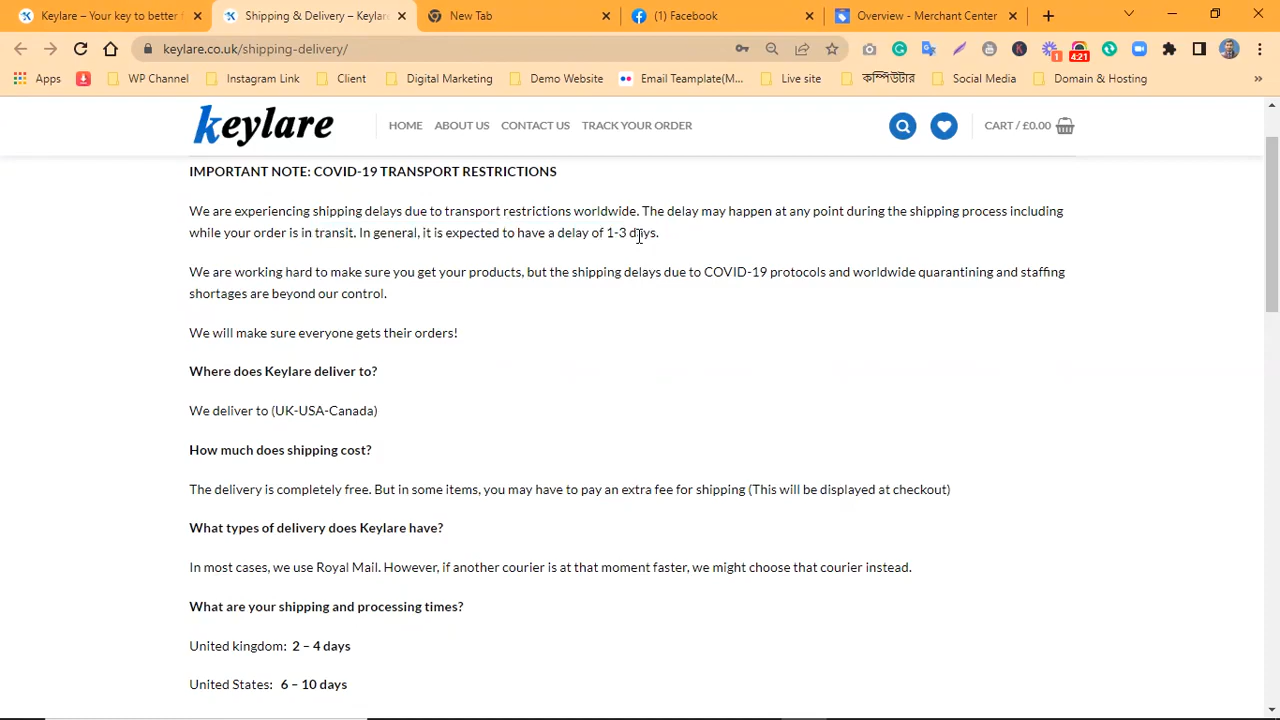 Keylare – Your key to better
Shipping & Delivery – Keylare
New Tab
(1) Facebook
Overview - Merchant Center
keylare.co.uk/shipping-delivery/
1
4:21
Apps
WP Channel
Instagram Link
Client
Digital Marketing
Demo Website
Email Teamplate(M...
Live site
কম্পিউটার
Social Media
Domain & Hosting
»
keylare
HOME
ABOUT US
CONTACT US
TRACK YOUR ORDER
CART / £0.00
IMPORTANT NOTE: COVID-19 TRANSPORT RESTRICTIONS
We are experiencing shipping delays due to transport restrictions worldwide. The delay may happen at any point during the shipping process including
while your order is in transit. In general, it is expected to have a delay of 1-3 days.
We are working hard to make sure you get your products, but the shipping delays due to COVID-19 protocols and worldwide quarantining and staffing
shortages are beyond our control.
We will make sure everyone gets their orders!
Where does Keylare deliver to?
We deliver to (UK-USA-Canada)
How much does shipping cost?
The delivery is completely free. But in some items, you may have to pay an extra fee for shipping (This will be displayed at checkout)
What types of delivery does Keylare have?
In most cases, we use Royal Mail. However, if another courier is at that moment faster, we might choose that courier instead.
What are your shipping and processing times?
United kingdom: 2 – 4 days
United States: 6 – 10 days